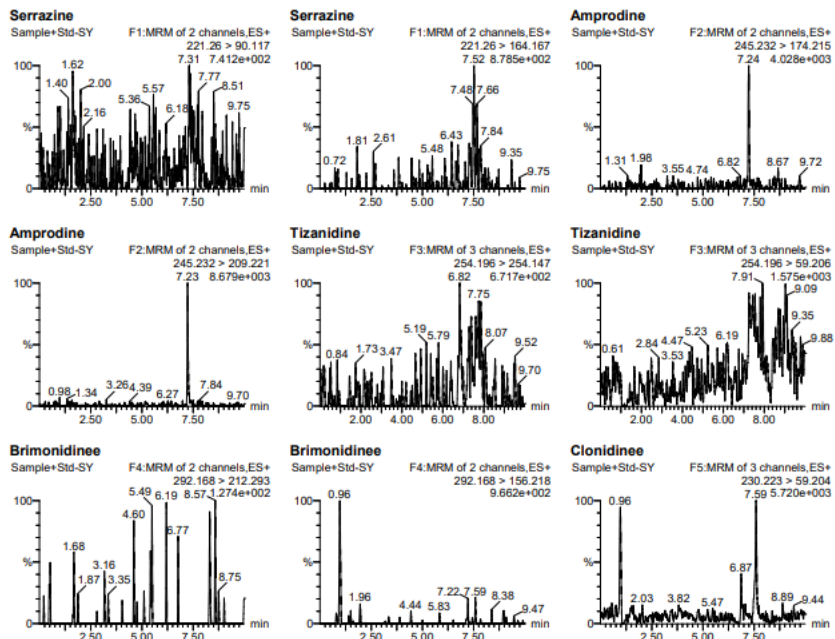 Serrazine
Sample+Std-SY F1:MRM of 2 channels,ES+
221.26 > 90.117
7.31 7.412e+002
100
%
1.40
1.62
2.00
2.16
5.36
5.57
6.18
7.77
8.51
9.75
2.50 5.00 7.50 min
Serrazine
Sample+Std-SY F1:MRM of 2 channels,ES+
221.26 > 164.167
7.52 8.785e+002
100
%
0.72
1.81
2.61
5.48
6.43
7.48
7.66
7.84
9.35
9.75
2.50 5.00 7.50 min
Amprodine
Sample+Std-SY F2:MRM of 2 channels,ES+
245.232 > 174.215
7.24 4.028e+003
100
%
1.31
1.98
3.55
4.74
6.82
8.67
9.72
2.50 5.00 7.50 min
Amprodine
Sample+Std-SY F2:MRM of 2 channels,ES+
245.232 > 209.221
7.23 8.679e+003
100
%
0
0.98
1.34
3.26
4.39
6.27
7.84
9.70
2.50 5.00 7.50 min
Tizanidine
Sample+Std-SY F3:MRM of 3 channels,ES+
254.196 > 254.147
6.82 6.717e+002
100
%
0
0.84
1.73
3.47
5.19
5.79
7.75
8.07
9.52
9.70
2.00 4.00 6.00 8.00 min
Tizanidine
Sample+Std-SY F3:MRM of 3 channels,ES+
254.196 > 59.206
7.91 1.575e+003
100
%
0
0.61
2.84
3.53
4.47
5.23
6.19
9.09
9.35
9.88
2.00 4.00 6.00 8.00 min
Brimonidinee
Sample+Std-SY F4:MRM of 2 channels,ES+
292.168 > 212.293
8.57 1.274e+002
100
%
0
1.68
1.87
3.16
3.35
4.60
5.49
6.19
6.77
8.75
2.50 5.00 7.50 min
Brimonidinee
Sample+Std-SY F4:MRM of 2 channels,ES+
292.168 > 156.218
9.662e+002
100
%
0
0.96
1.96
4.44
5.83
7.22
7.59
8.38
9.47
2.50 5.00 7.50 min
Clonidinee
Sample+Std-SY F5:MRM of 3 channels,ES+
230.223 > 59.204
7.59 5.720e+003
100
%
0
0.96
2.03
3.82
5.47
6.87
8.89
9.44
2.50 5.00 7.50 min